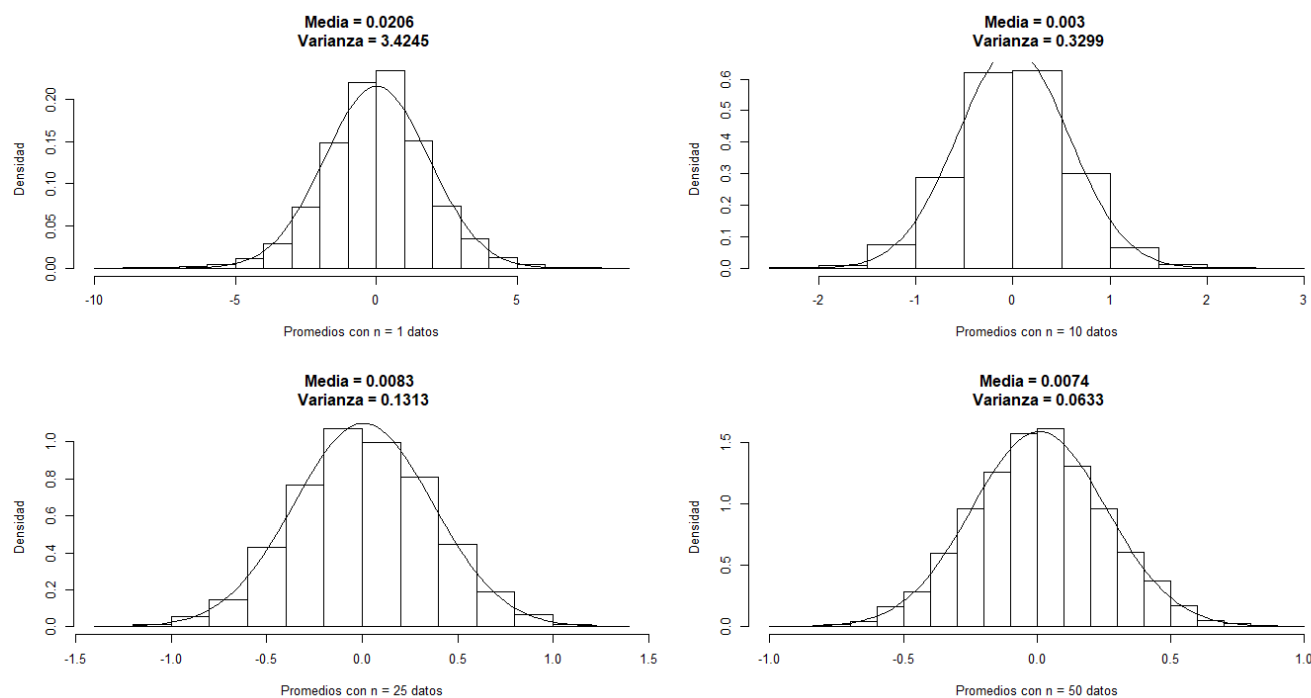 Media = 0.0206
Varianza = 3.4245
Densidad
0.00 0.05 0.10 0.15 0.20
-10 -5 0 5
Promedios con n = 1 datos
Media = 0.003
Varianza = 0.3299
Densidad
0.0 0.1 0.2 0.3 0.4 0.5 0.6
-2 -1 0 1 2 3
Promedios con n = 10 datos
Media = 0.0083
Varianza = 0.1313
Densidad
0.0 0.2 0.4 0.6 0.8 1.0
-1.5 -1.0 -0.5 0.0 0.5 1.0 1.5
Promedios con n = 25 datos
Media = 0.0074
Varianza = 0.0633
Densidad
0.0 0.5 1.0 1.5
-1.0 -0.5 0.0 0.5 1.0
Promedios con n = 50 datos